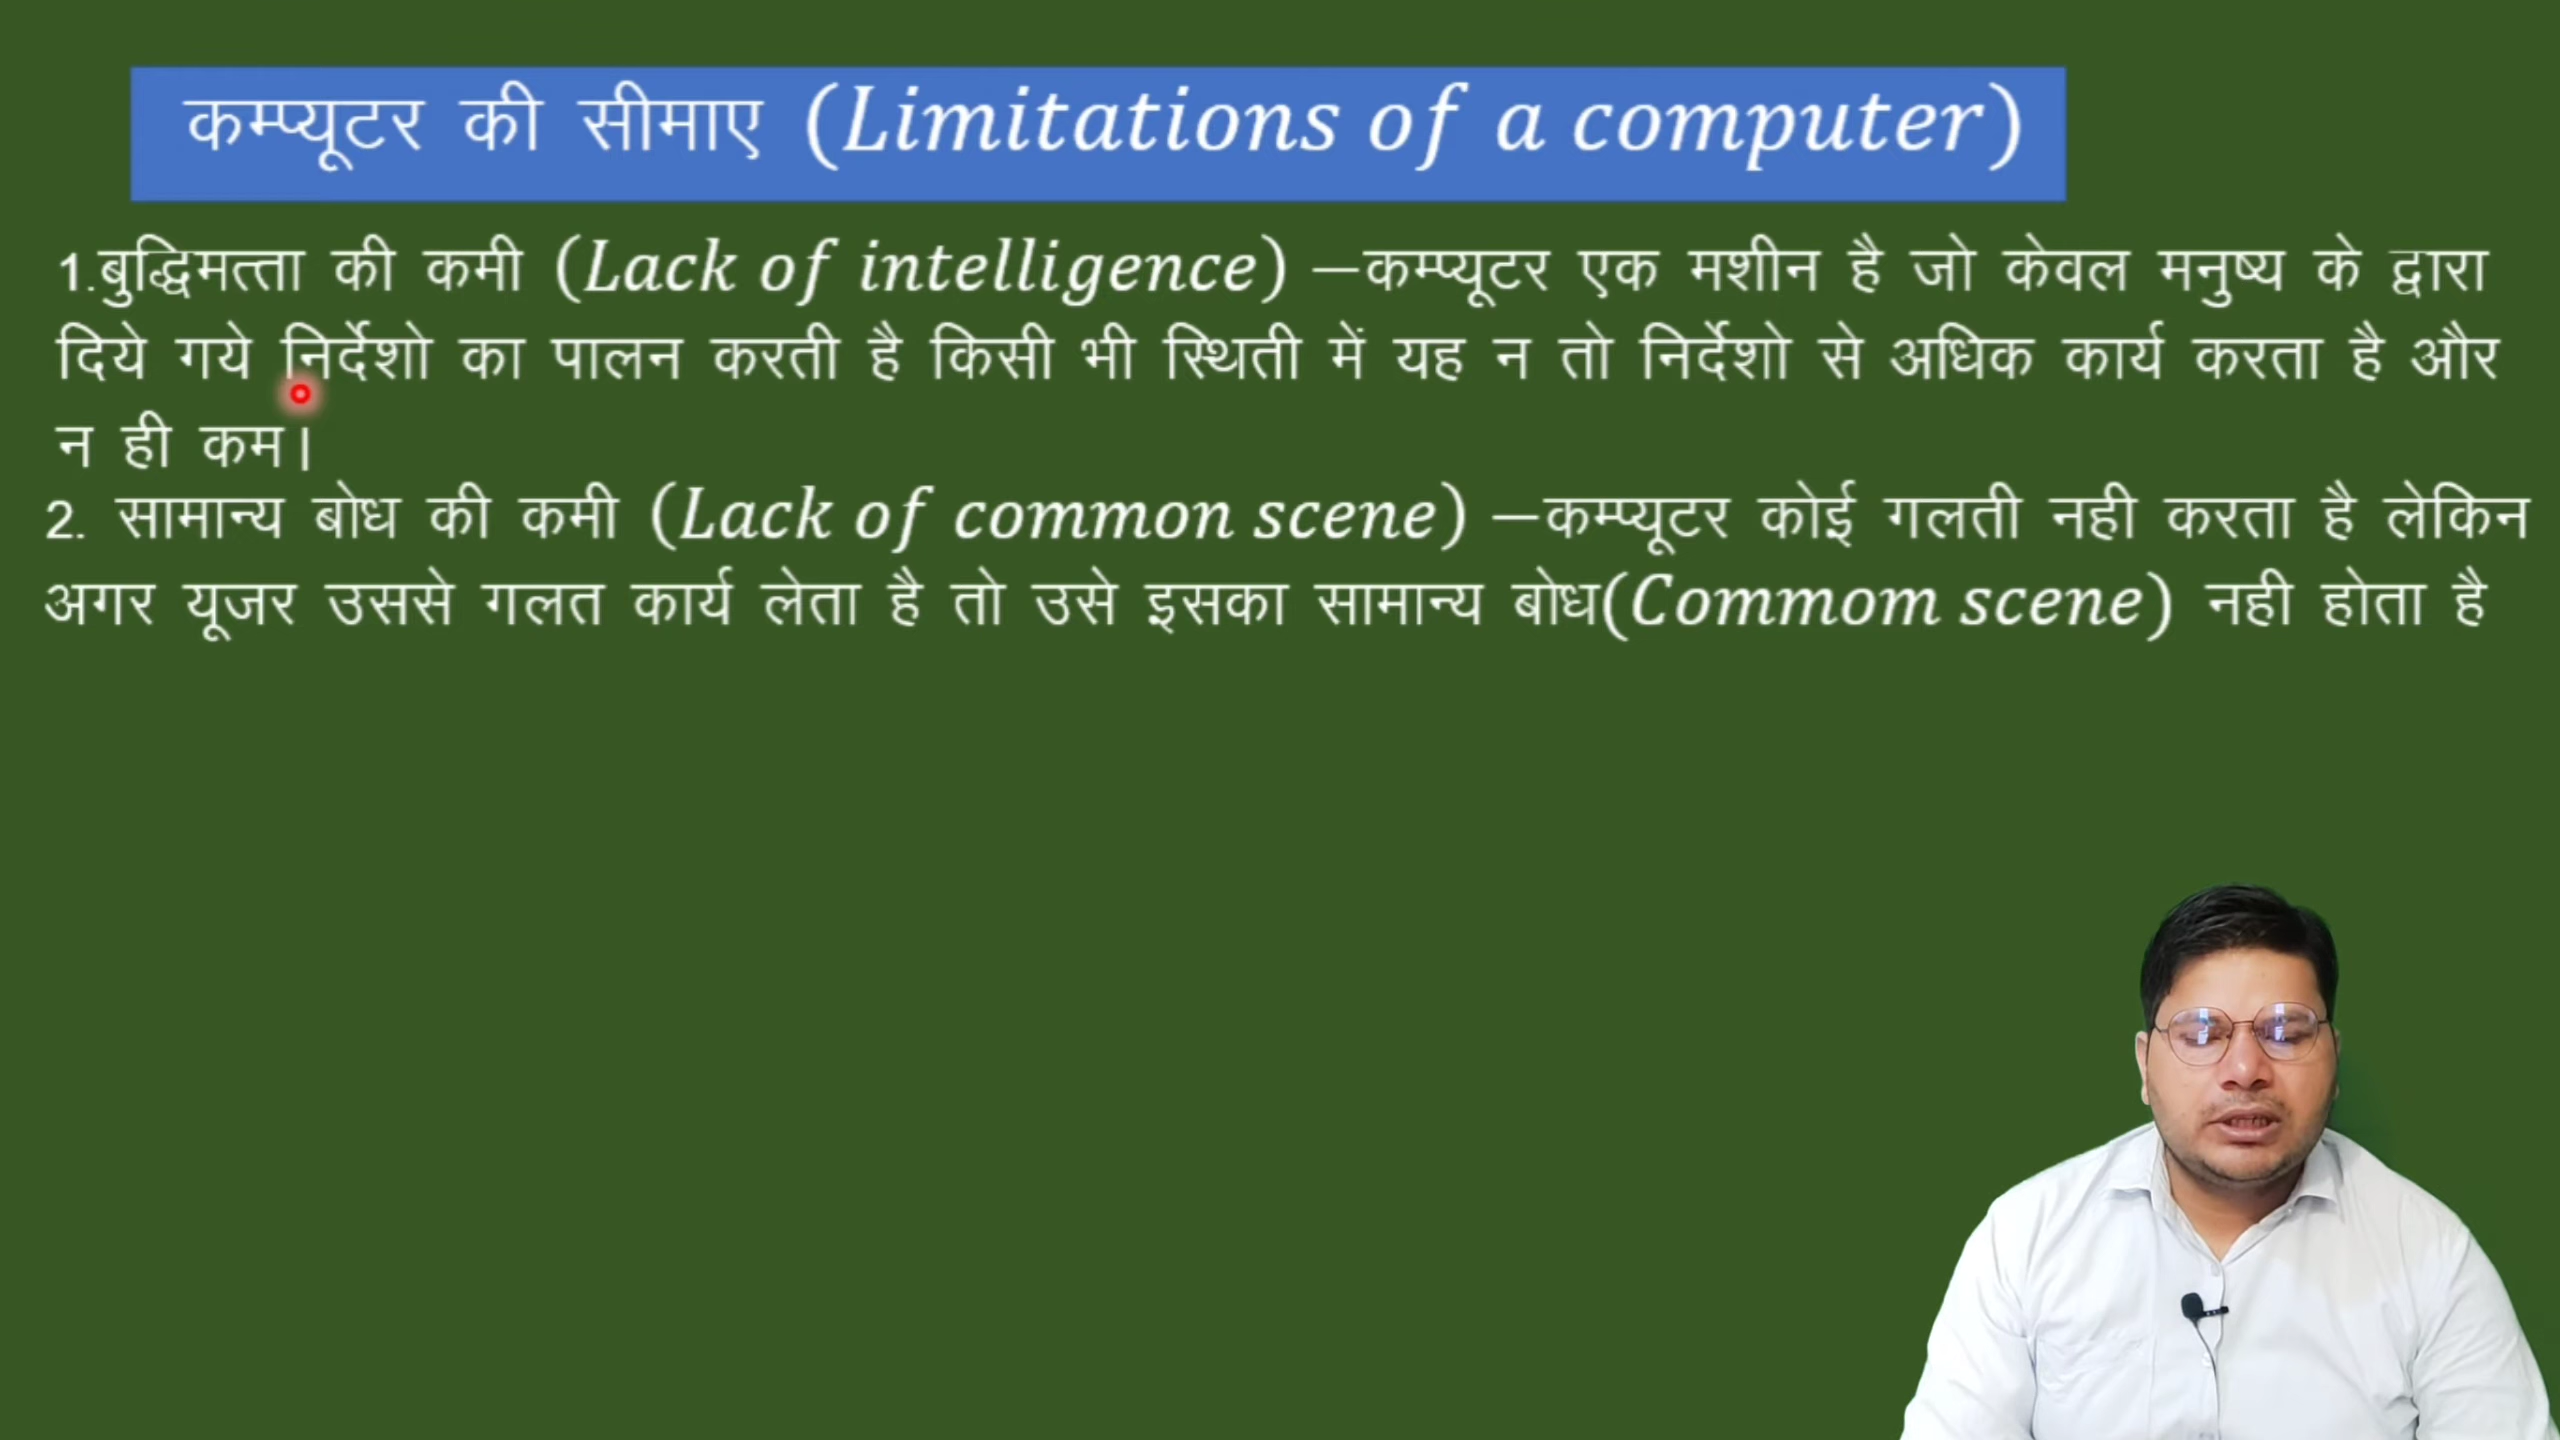 कम्प्यूटर की सीमाए (Limitations of a computer)
1.बुद्धिमत्ता की कमी (Lack of intelligence) –कम्प्यूटर एक मशीन है जो केवल मनुष्य के द्वारा
दिये गये निर्देशो का पालन करती है किसी भी स्थिती में यह न तो निर्देशो से अधिक कार्य करता है और
न ही कम।
2. सामान्य बोध की कमी (Lack of common scene) –कम्प्यूटर कोई गलती नही करता है लेकिन
अगर यूजर उससे गलत कार्य लेता है तो उसे इसका सामान्य बोध(Commom scene) नही होता है